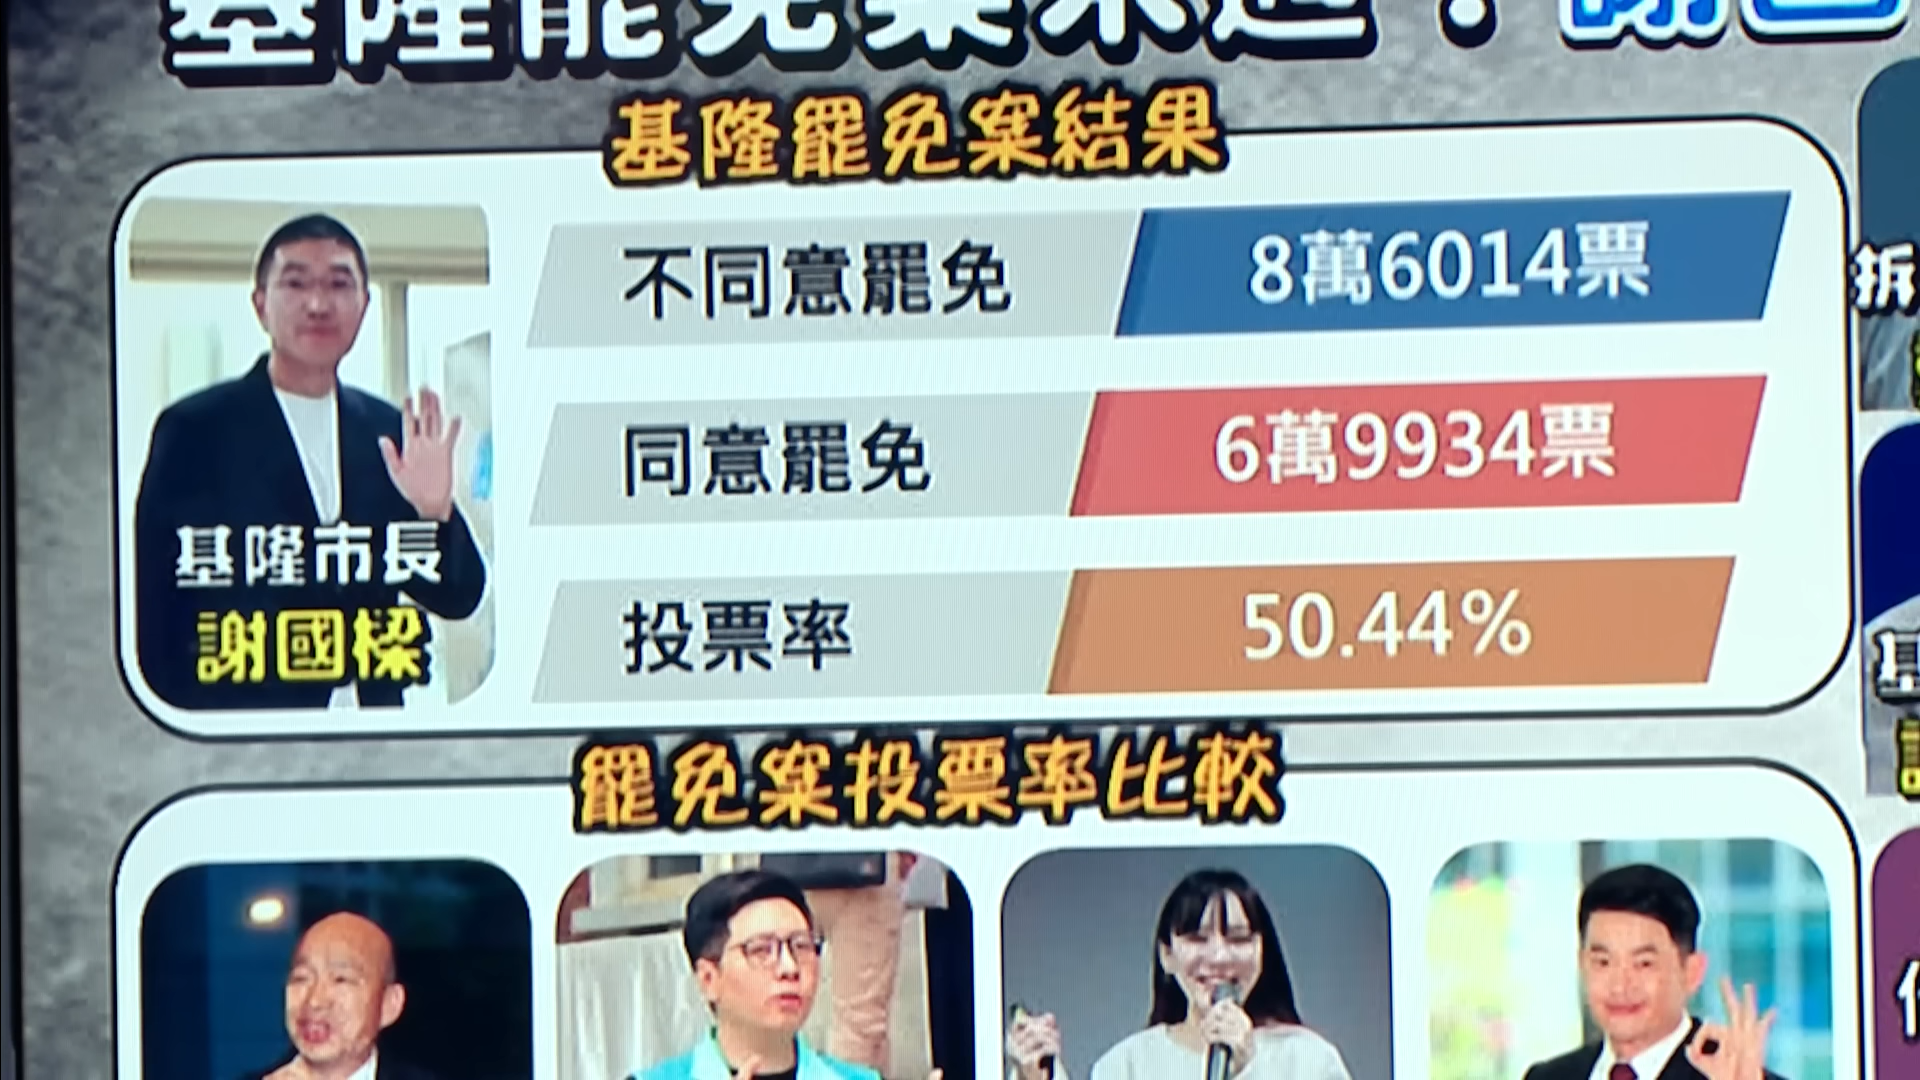 基隆罷免案結果
不同意罷免 8萬6014票
同意罷免 6萬9934票
投票率 50.44%
基隆市長
謝國樑
罷免案投票率比較
拆
基